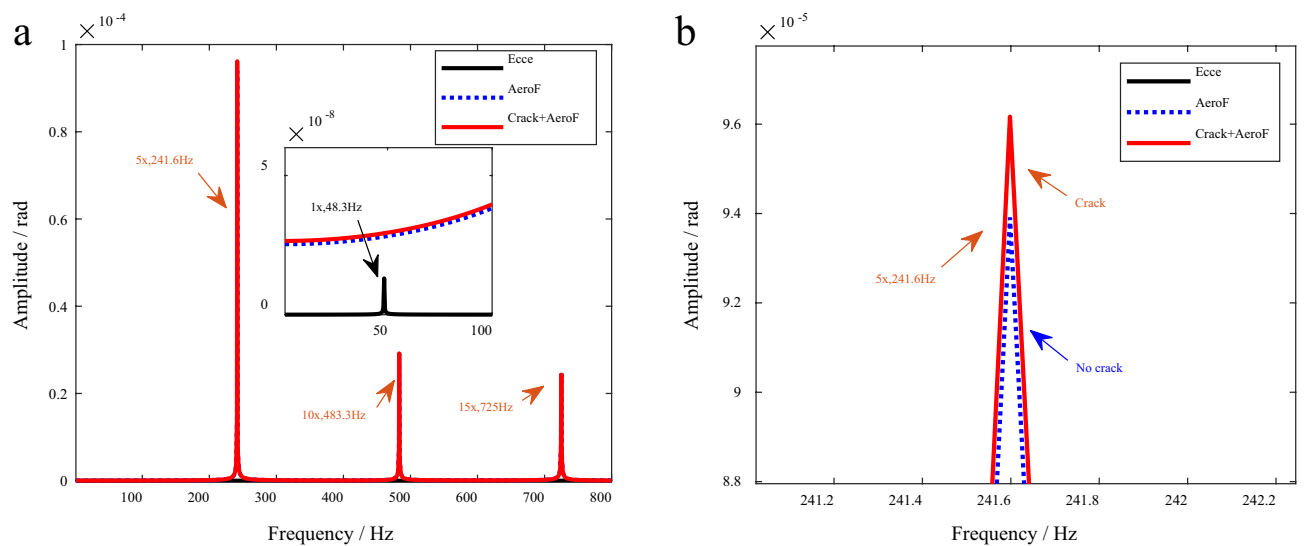 a
× 10 -4
1
0.8
0.6
0.4
0.2
0
Amplitude / rad
100
200
300
400
500
600
700
800
Frequency / Hz
Ecce
AeroF
Crack+AeroF
5x,241.6Hz
10x,483.3Hz
15x,725Hz
× 10 -8
5
0
1x,48.3Hz
50
100
b
× 10 -5
9.6
9.4
9.2
9
8.8
Amplitude / rad
241.2
241.4
241.6
241.8
242
242.2
Frequency / Hz
Ecce
AeroF
Crack+AeroF
Crack
5x,241.6Hz
No crack